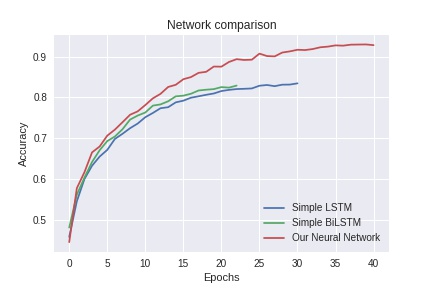 Network comparison
0.9
0.8
0.7
0.6
0.5
Accuracy
Simple LSTM
Simple BiLSTM
Our Neural Network
0 5 10 15 20 25 30 35 40
Epochs